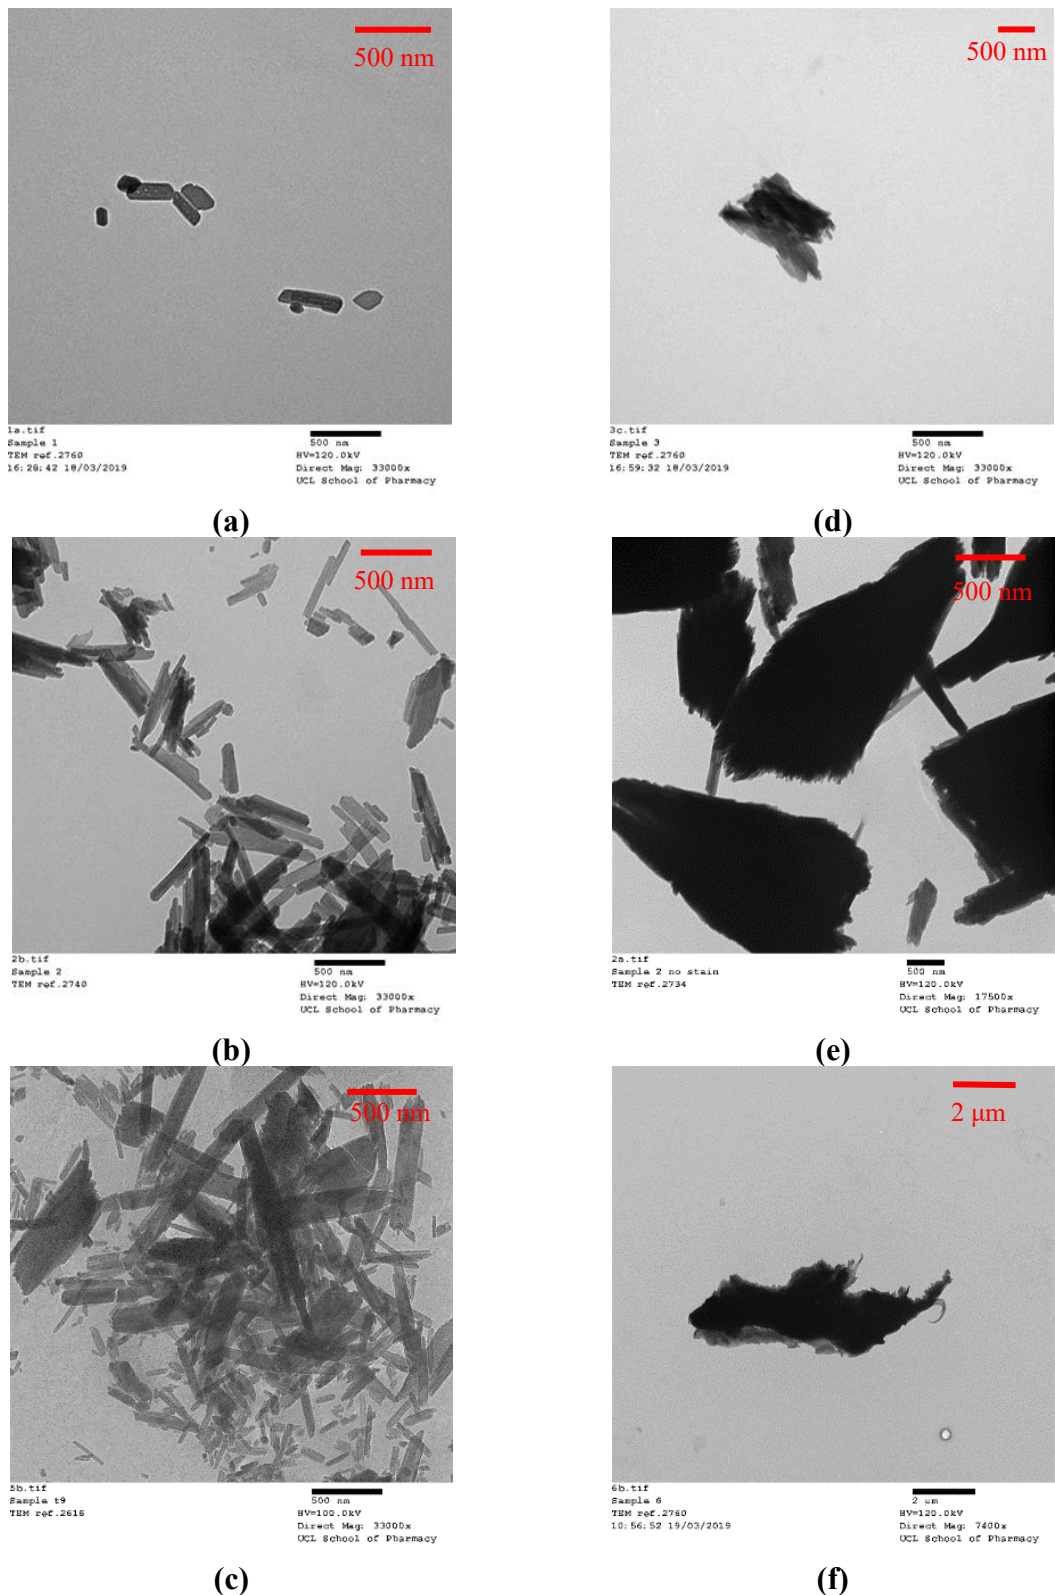 500 nm
1a.tif
Sample 1
TEM ref.2760
16:28:42 18/03/2019
500 nm
HV=120.0kV
Direct Mag: 33000x
UCL School of Pharmacy
(a)
500 nm
3c.tif
Sample 3
TEM ref.2760
16:59:32 18/03/2019
500 nm
HV=120.0kV
Direct Mag: 33000x
UCL School of Pharmacy
(d)
500 nm
2b.tif
Sample 2
TEM ref.2740
500 nm
HV=120.0kV
Direct Mag: 33000x
UCL School of Pharmacy
(b)
500 nm
2a.tif
Sample 2 no stain
TEM ref.2734
500 nm
HV=120.0kV
Direct Mag: 17500x
UCL School of Pharmacy
(e)
500 nm
5b.tif
Sample t9
TEM ref.2616
500 nm
HV=100.0kV
Direct Mag: 33000x
UCL School of Pharmacy
(c)
2 μm
6b.tif
Sample 6
TEM ref.2760
10:56:52 19/03/2019
2 μm
HV=120.0kV
Direct Mag: 7400x
UCL School of Pharmacy
(f)